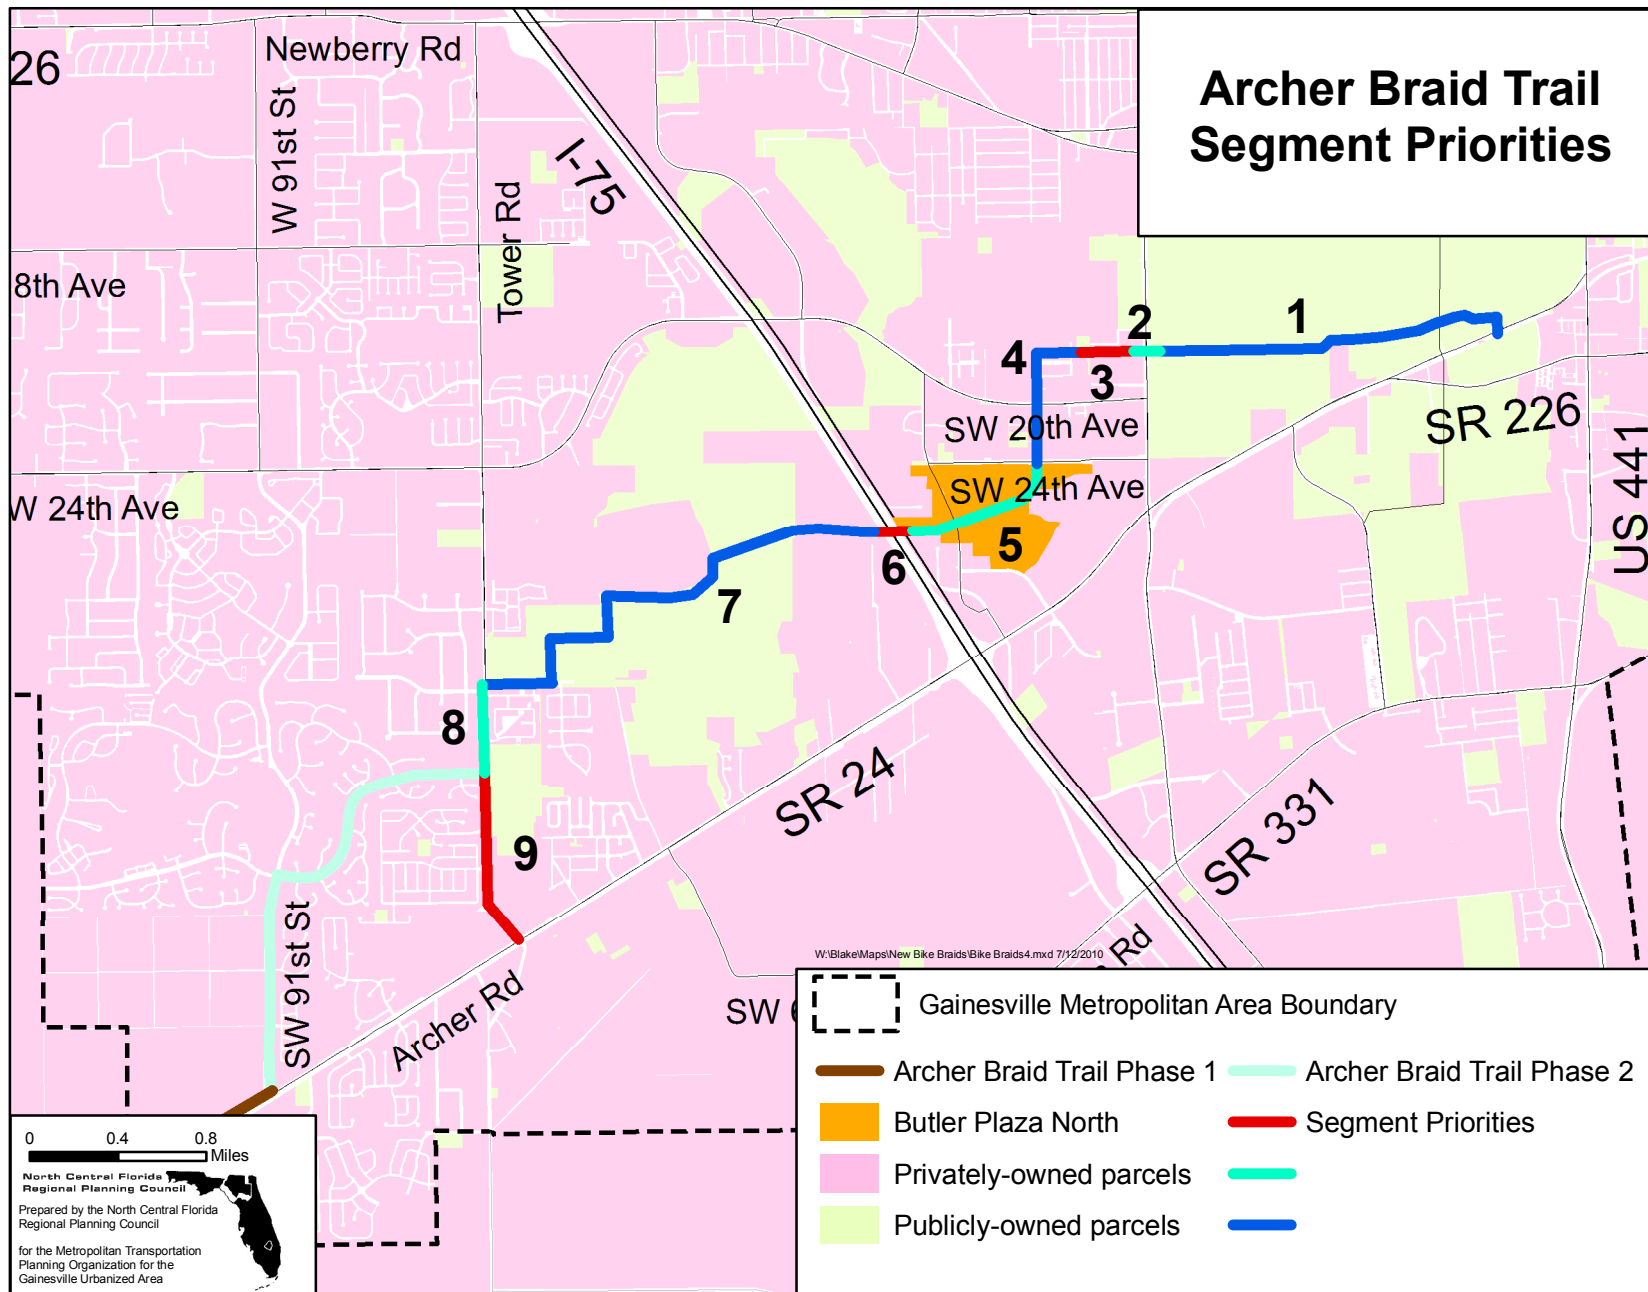 Archer Braid Trail
Segment Priorities
26
Newberry Rd
W 91st St
I-75
Tower Rd
8th Ave
1
2
3
4
SW 20th Ave
SR 226
US 441
W 24th Ave
SW 24th Ave
5
6
7
8
9
SR 24
SR 331
SW 91st St
Archer Rd
Rd
SW 6
W:\Blake\Maps\New Bike Braids\Bike Braids4.mxd 7/12/2010
Gainesville Metropolitan Area Boundary
Archer Braid Trail Phase 1
Archer Braid Trail Phase 2
Butler Plaza North
Segment Priorities
Privately-owned parcels
Publicly-owned parcels
0 0.4 0.8
Miles
North Central Florida
Regional Planning Council
Prepared by the North Central Florida
Regional Planning Council
for the Metropolitan Transportation
Planning Organization for the
Gainesville Urbanized Area